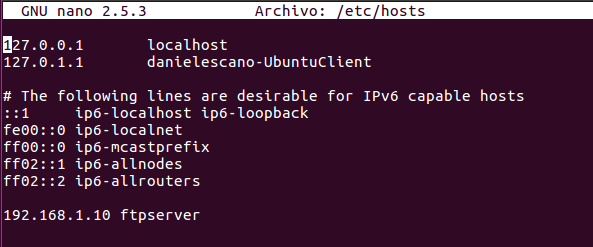 GNU nano 2.5.3 Archivo: /etc/hosts
127.0.0.1 localhost
127.0.1.1 danielescano-UbuntuClient
# The following lines are desirable for IPv6 capable hosts
::1 ip6-localhost ip6-loopback
fe00::0 ip6-localnet
ff00::0 ip6-mcastprefix
ff02::1 ip6-allnodes
ff02::2 ip6-allrouters
192.168.1.10 ftpserver